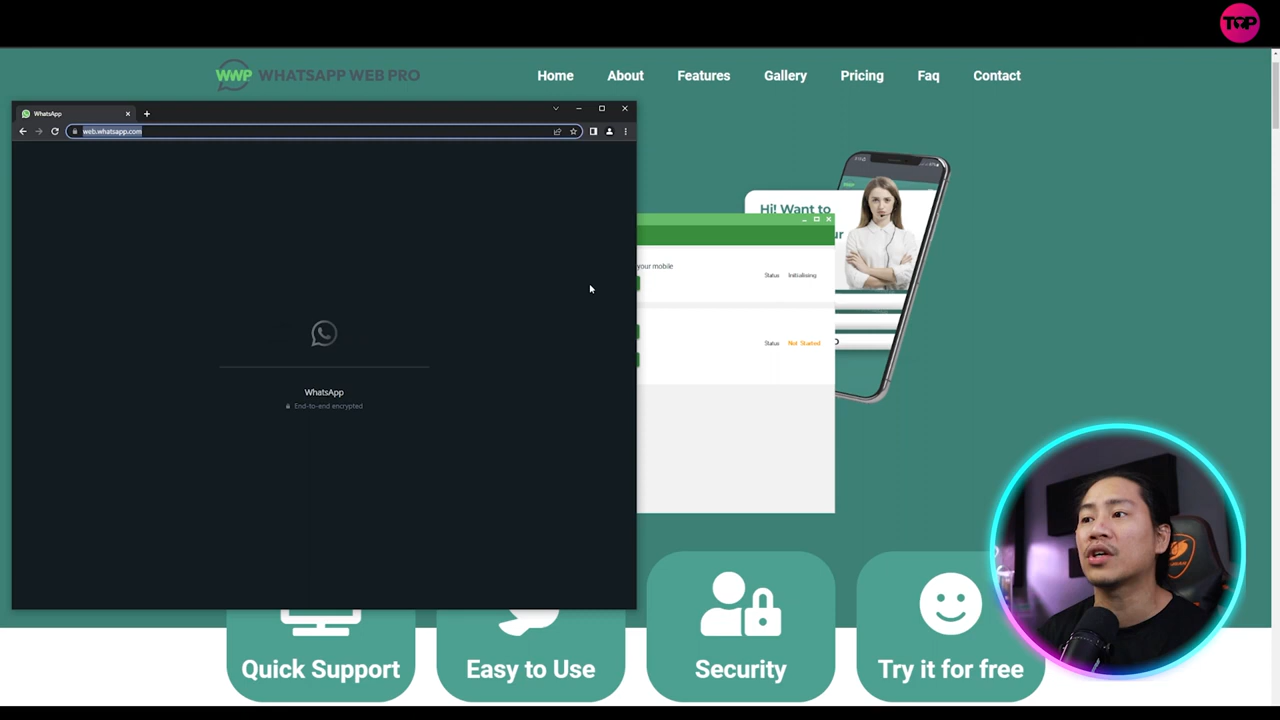 TOP
WWP WHATSAPP WEB PRO
Home About Features Gallery Pricing Faq Contact
WhatsApp
web.whatsapp.com
Hi! Want to
ur
your mobile
Status Initialising
Status Not Started
WhatsApp
End-to-end encrypted
Quick Support
Easy to Use
Security
Try it for free